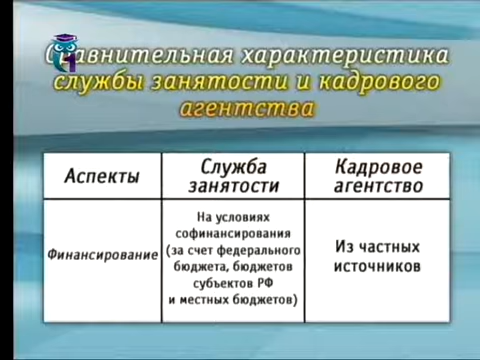 Сравнительная характеристика
службы занятости и кадрового
агентства
Аспекты
Служба
занятости
Кадровое
агентство
Финансирование
На условиях
софинансирования
(за счет федерального
бюджета, бюджетов
субъектов РФ
и местных бюджетов)
Из частных
источников